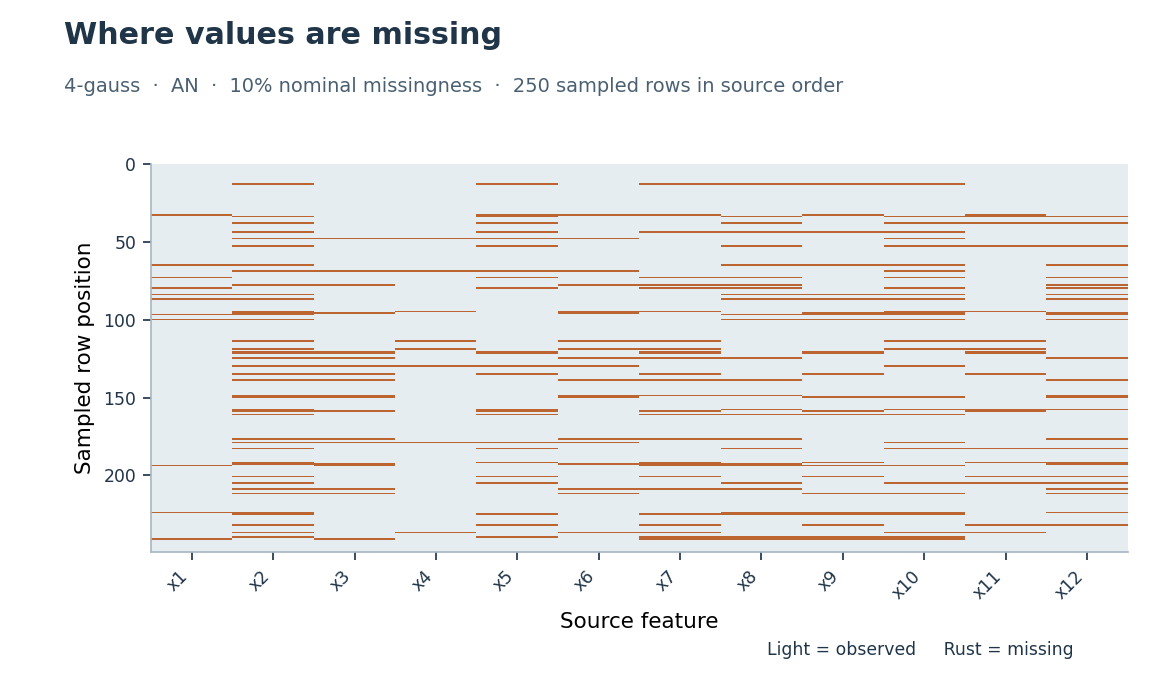 Where values are missing
4-gauss · AN · 10% nominal missingness · 250 sampled rows in source order
0
50
100
150
200
Sampled row position
x1 x2 x3 x4 x5 x6 x7 x8 x9 x10 x11 x12
Source feature
Light = observed Rust = missing